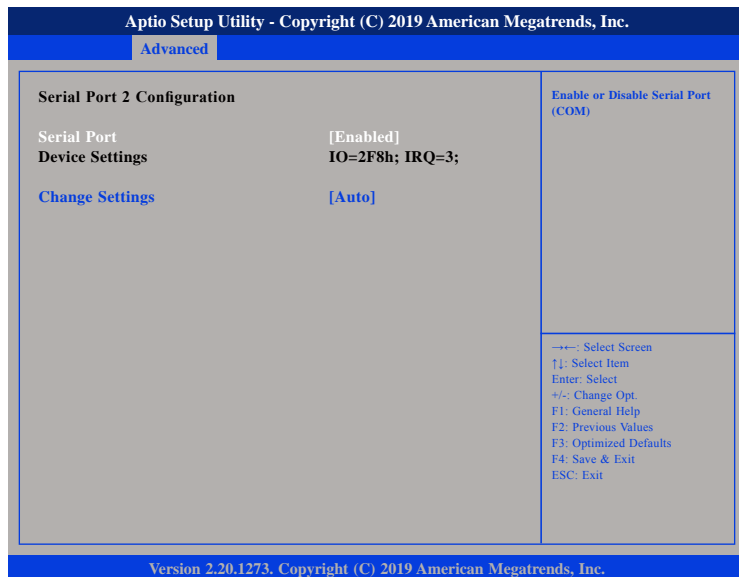 Aptio Setup Utility - Copyright (C) 2019 American Megatrends, Inc.
Advanced
Serial Port 2 Configuration
Serial Port [Enabled]
Device Settings IO=2F8h; IRQ=3;
Change Settings [Auto]
Enable or Disable Serial Port
(COM)
→←: Select Screen
↑↓: Select Item
Enter: Select
+/-: Change Opt.
F1: General Help
F2: Previous Values
F3: Optimized Defaults
F4: Save & Exit
ESC: Exit
Version 2.20.1273. Copyright (C) 2019 American Megatrends, Inc.